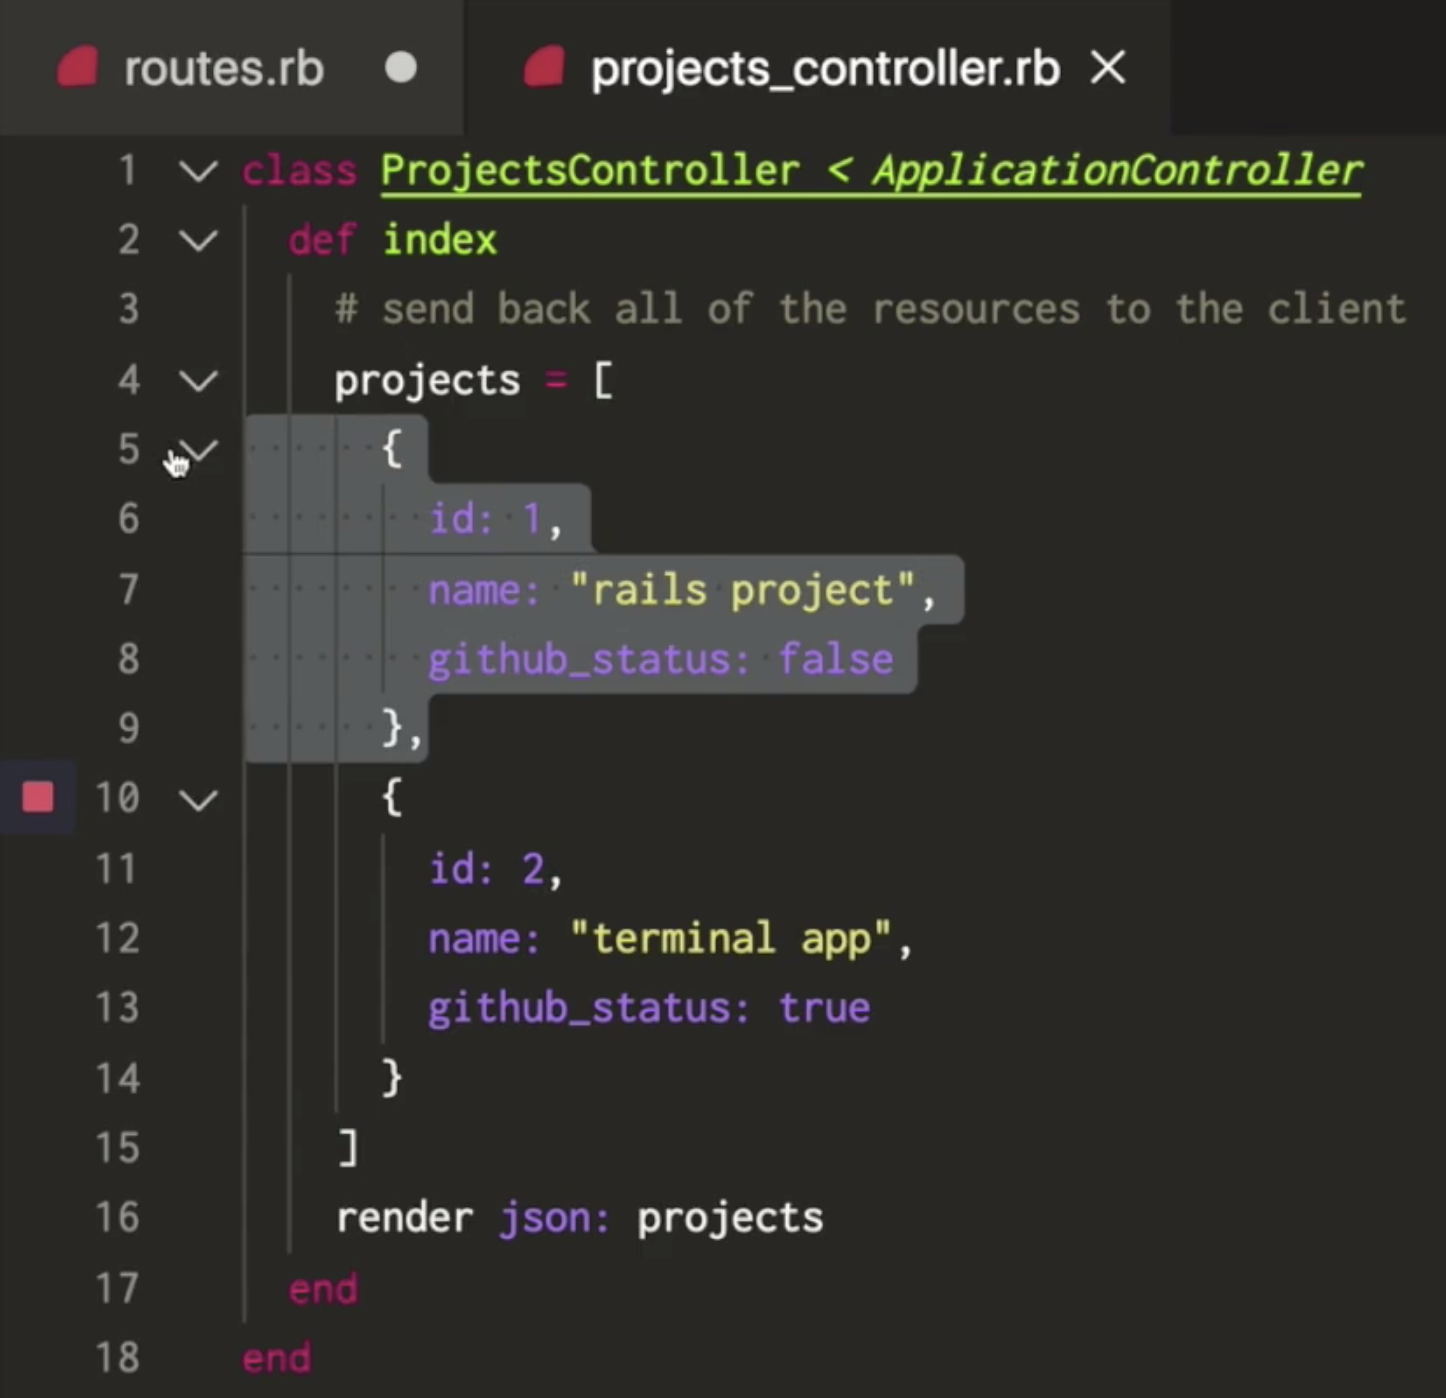 routes.rb
projects_controller.rb
1 class ProjectsController < ApplicationController
2 def index
3 # send back all of the resources to the client
4 projects = [
5 {
6 id: 1,
7 name: "rails project",
8 github_status: false
9 },
10 {
11 id: 2,
12 name: "terminal app",
13 github_status: true
14 }
15 ]
16 render json: projects
17 end
18 end